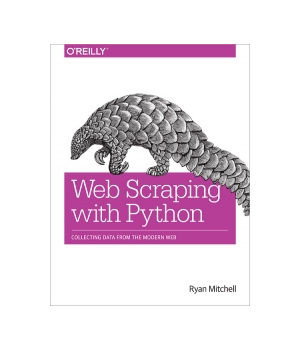 O'REILLY®
Web Scraping
with Python
COLLECTING DATA FROM THE MODERN WEB
Ryan Mitchell